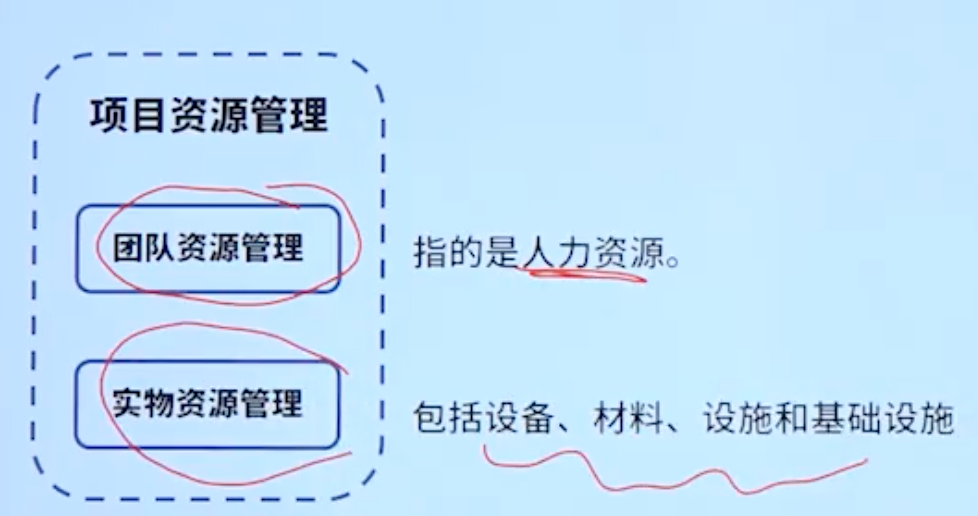 项目资源管理
团队资源管理
指的是人力资源。
实物资源管理
包括设备、材料、设施和基础设施